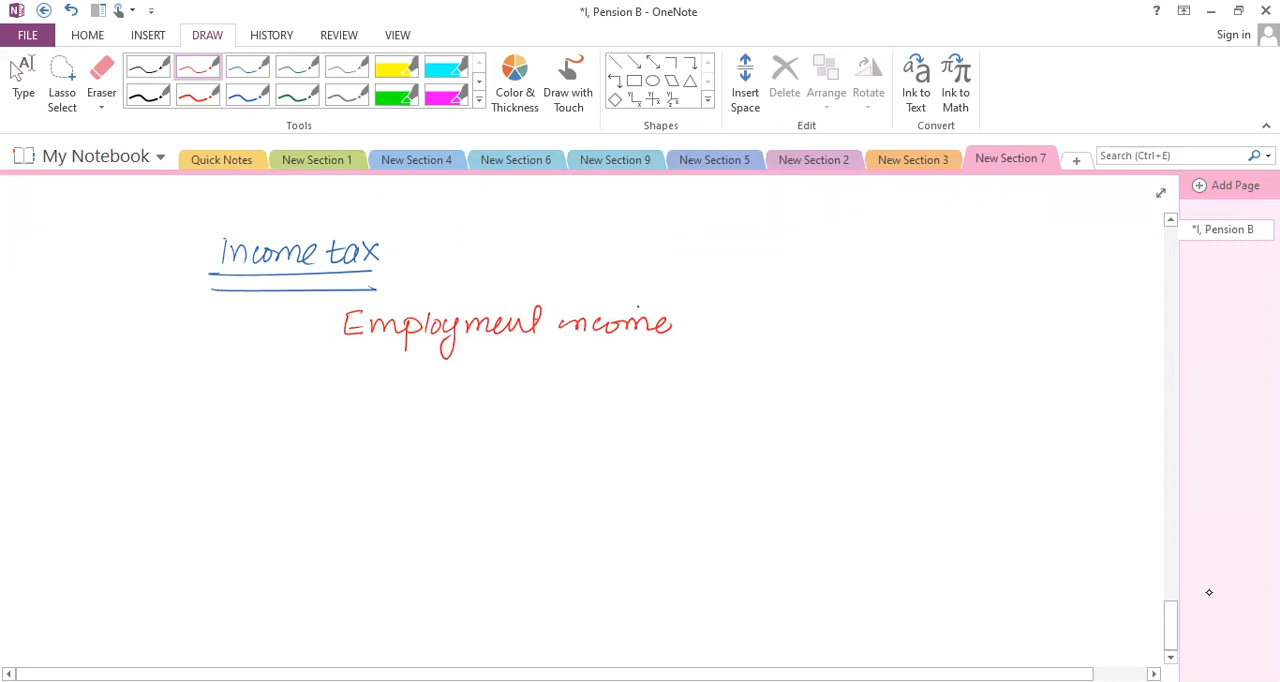 *I, Pension B - OneNote
?
Sign in
FILE HOME INSERT DRAW HISTORY REVIEW VIEW
Type
Lasso Select
Eraser
Color & Thickness
Draw with Touch
Insert Space
Delete
Arrange
Rotate
Ink to Text
Ink to Math
Tools
Shapes
Edit
Convert
My Notebook
Quick Notes New Section 1 New Section 4 New Section 6 New Section 9 New Section 5 New Section 2 New Section 3 New Section 7 +
Search (Ctrl+E)
Add Page
*I, Pension B
Income tax
Employment income